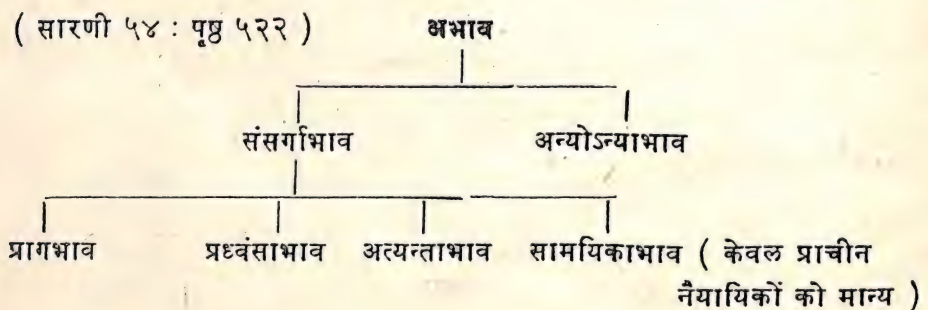 ( सारणी ५४ : पृष्ठ ५२२ ) अभाव
संसर्गाभाव अन्योऽन्याभाव
प्रागभाव प्रध्वंसाभाव अत्यन्ताभाव सामयिकाभाव ( केवल प्राचीन
नैयायिकों को मान्य )